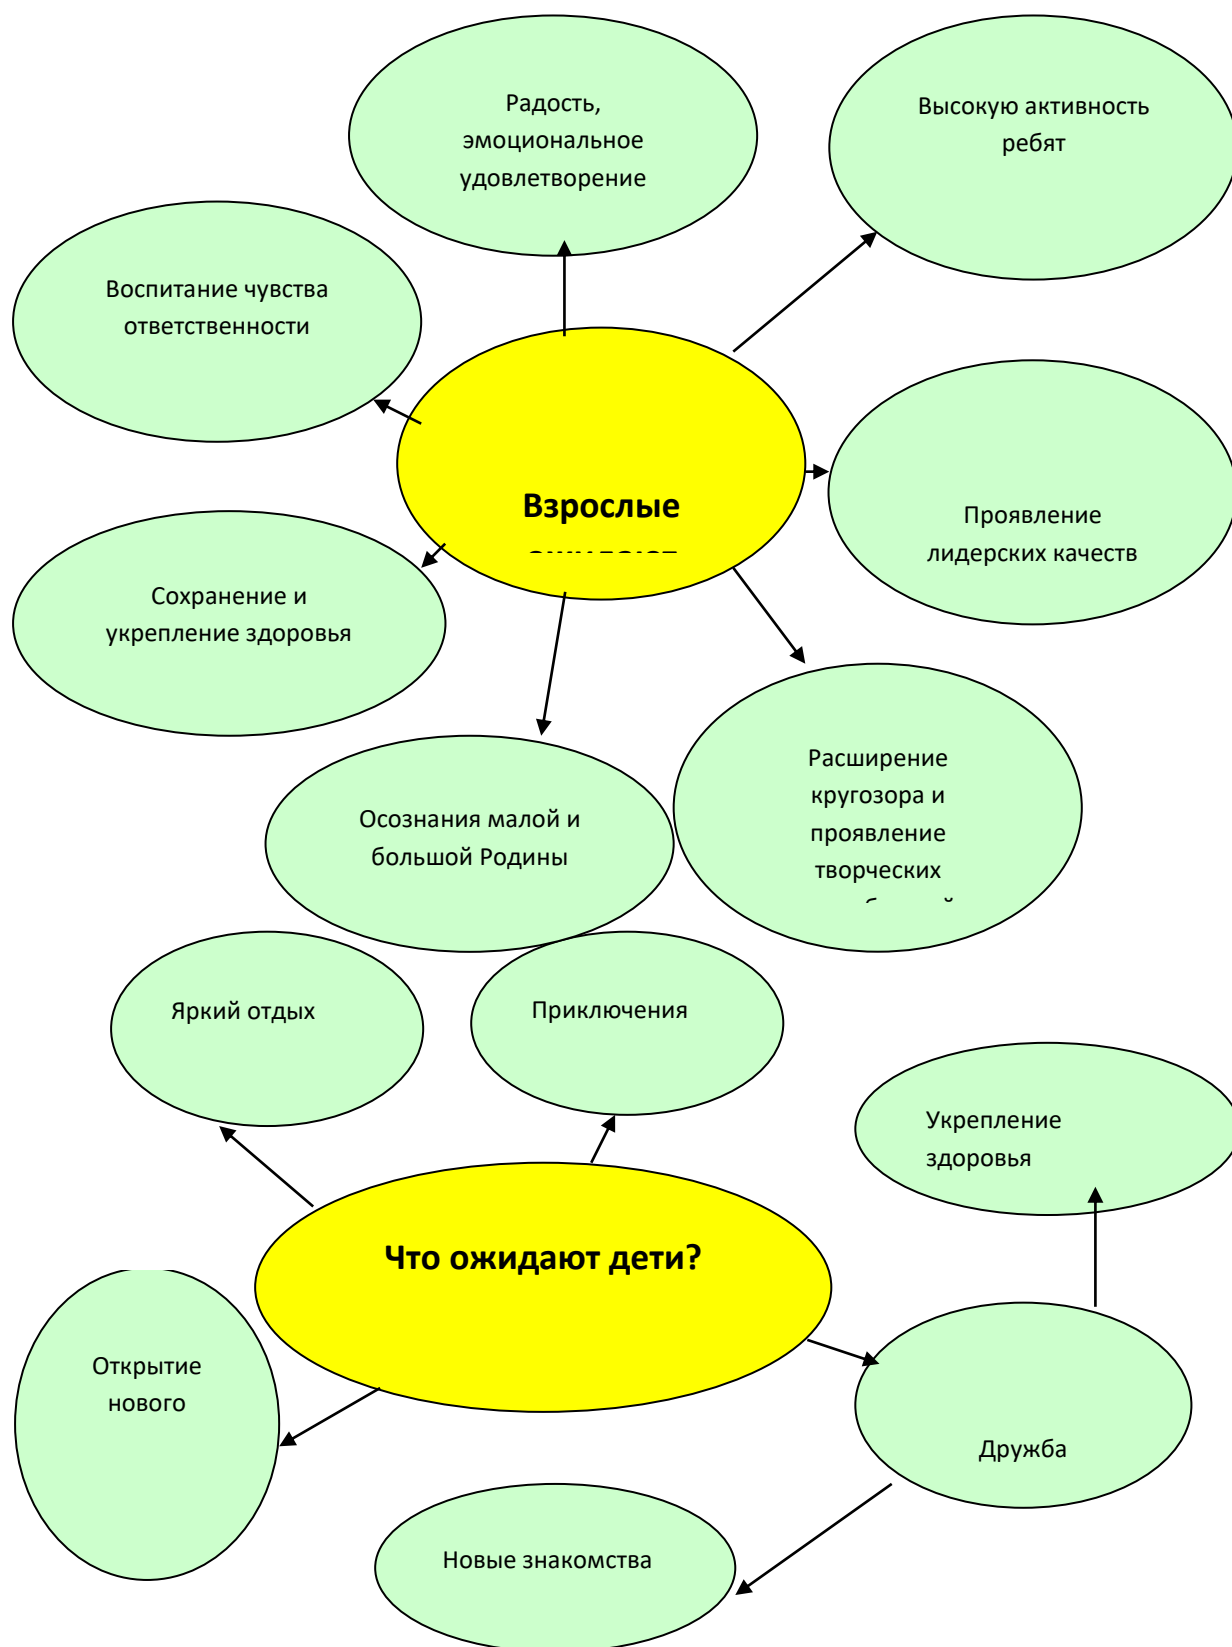 Радость,
эмоциональное
удовлетворение
Высокую активность
ребят
Воспитание чувства
ответственности
Взрослые
Проявление
лидерских качеств
Сохранение и
укрепление здоровья
Расширение
кругозора и
проявление
творческих
Осознания малой и
большой Родины
Яркий отдых
Приключения
Укрепление
здоровья
Что ожидают дети?
Открытие
нового
Дружба
Новые знакомства